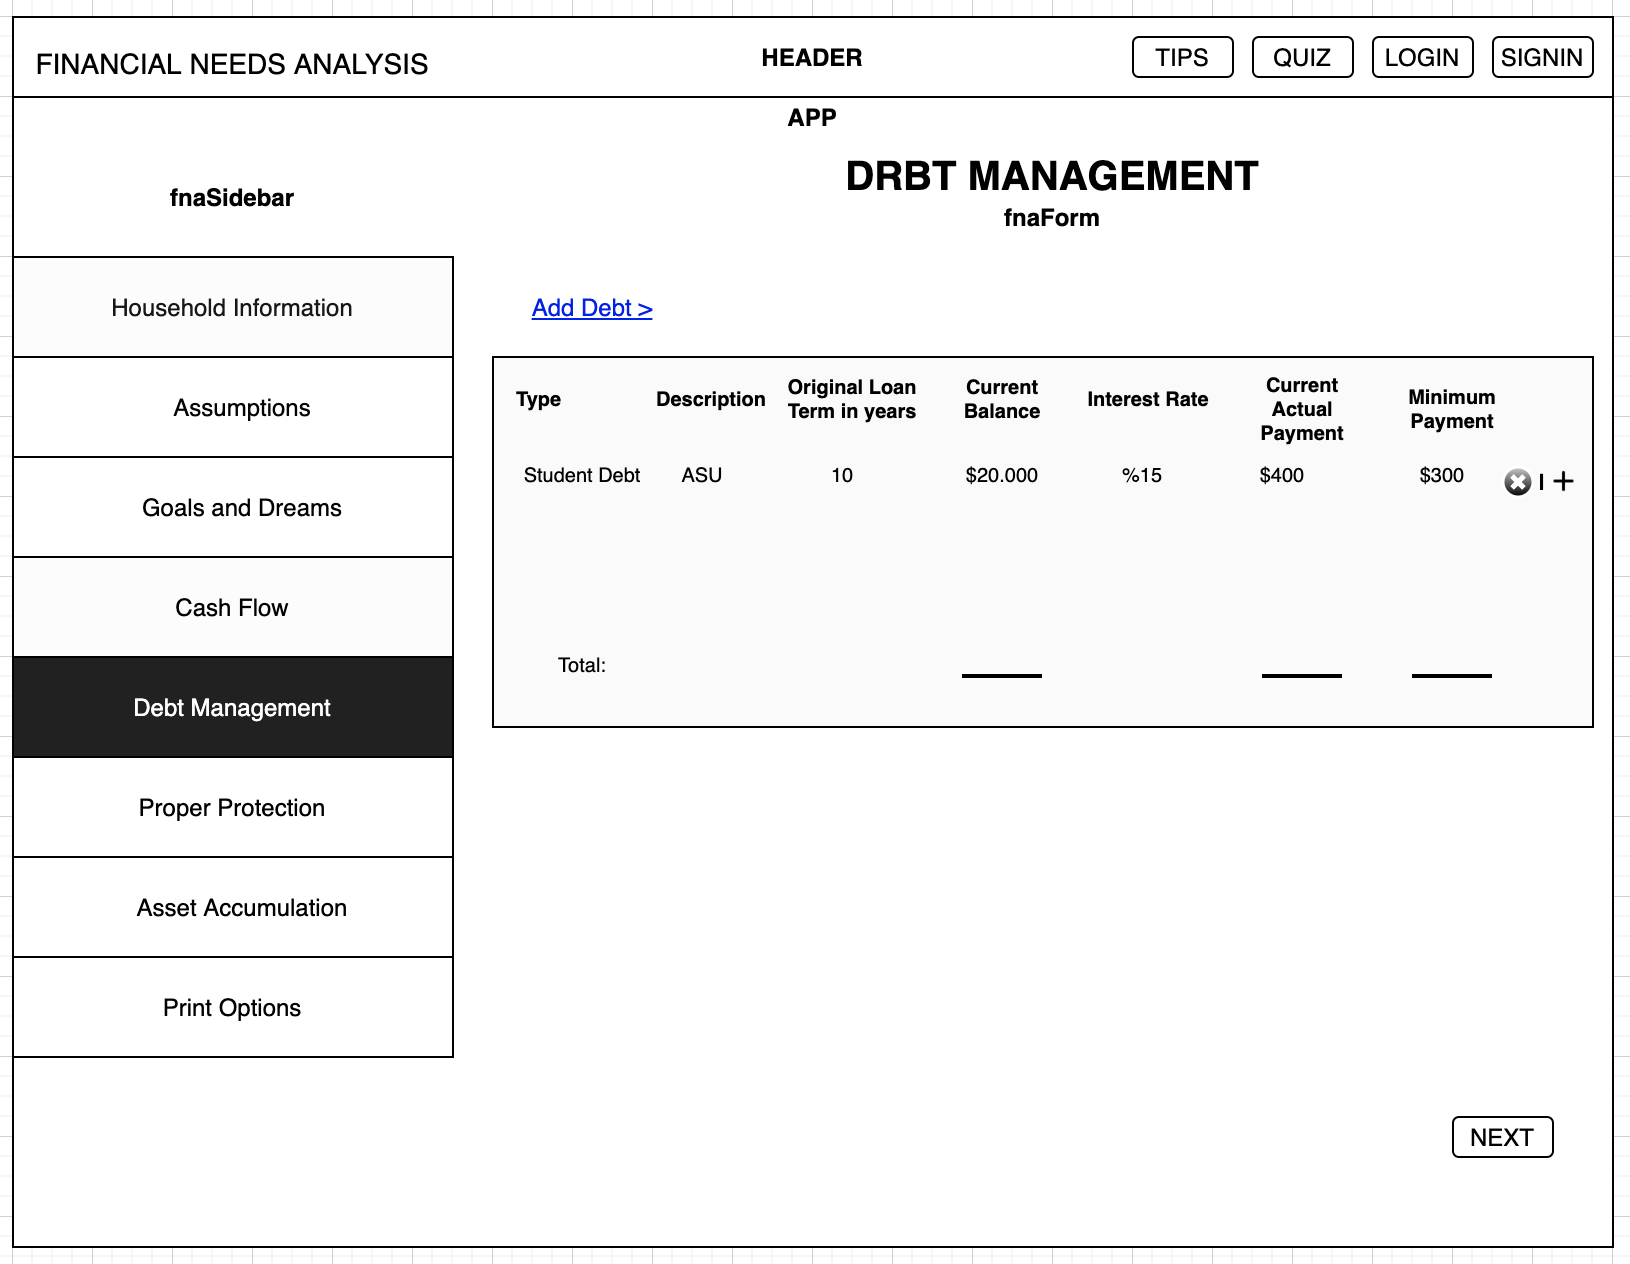 FINANCIAL NEEDS ANALYSIS
HEADER
TIPS
QUIZ
LOGIN
SIGNIN
APP
fnaSidebar
DRBT MANAGEMENT
fnaForm
Household Information
Assumptions
Goals and Dreams
Cash Flow
Debt Management
Proper Protection
Asset Accumulation
Print Options
Add Debt >
Type
Description
Original Loan
Term in years
Current
Balance
Interest Rate
Current
Actual
Payment
Minimum
Payment
Student Debt
ASU
10
$20.000
%15
$400
$300
I +
Total:
NEXT